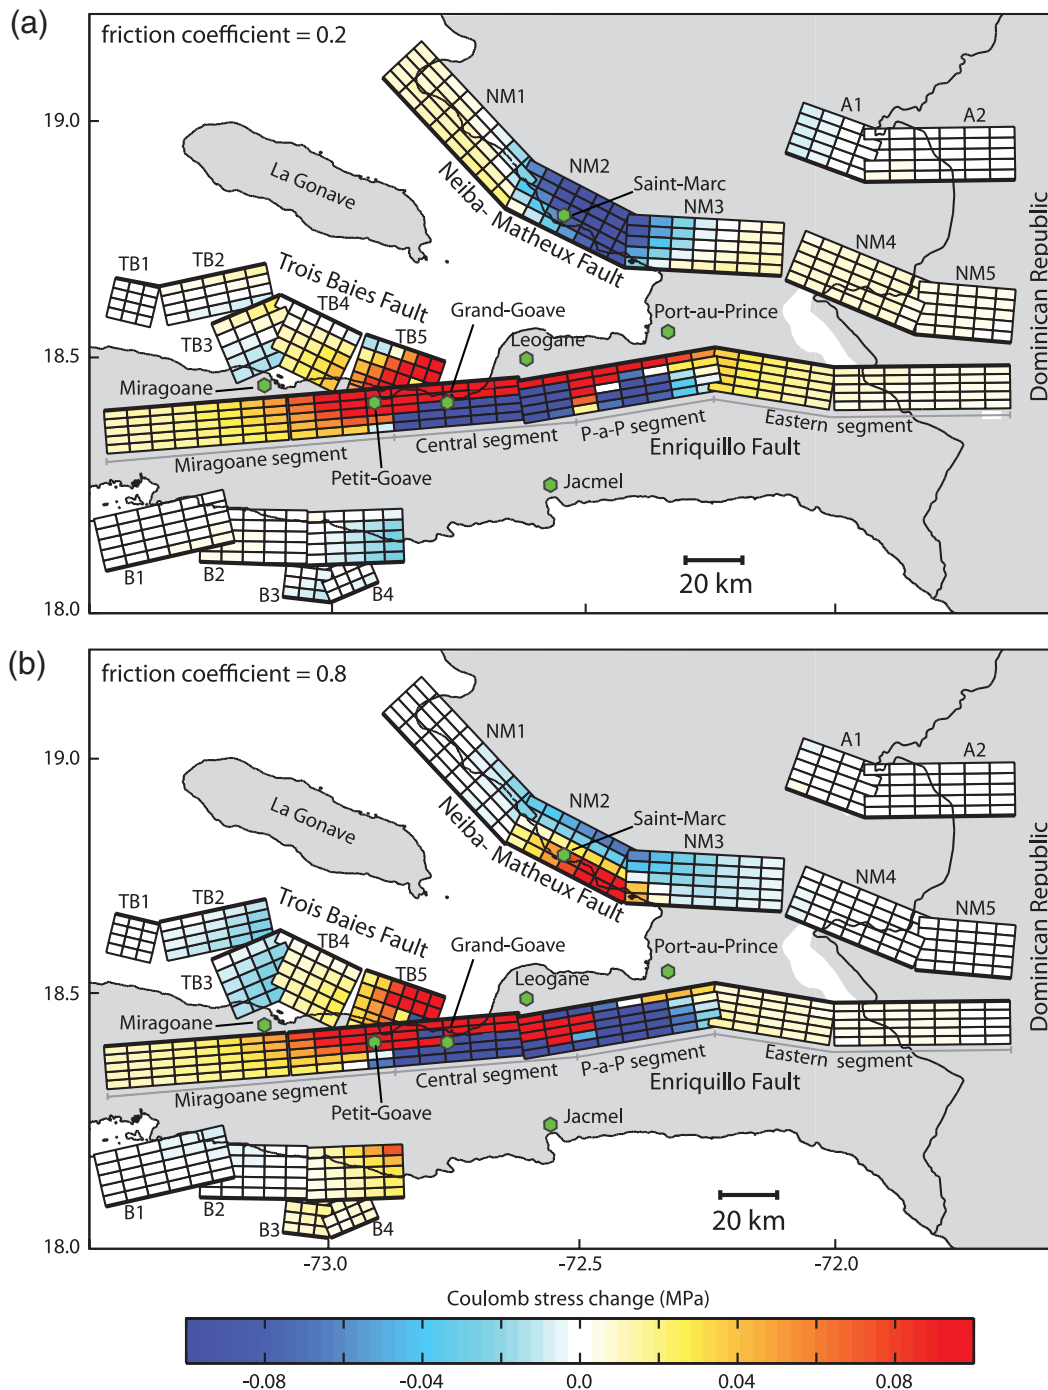 (a)
friction coefficient = 0.2
19.0
18.5
18.0
La Gonave
NM1
NM2
Saint-Marc
NM3
Neiba- Matheux Fault
A1
A2
NM4
NM5
Dominican Republic
TB1
TB2
Trois Baies Fault
TB3
TB4
TB5
Grand-Goave
Leogane
Port-au-Prince
Miragoane
Miragoane segment
Central segment
P-a-P segment
Eastern segment
Enriquillo Fault
Petit-Goave
Jacmel
B1
B2
B3
B4
20 km
(b)
friction coefficient = 0.8
19.0
18.5
18.0
La Gonave
NM1
NM2
Saint-Marc
NM3
Neiba- Matheux Fault
A1
A2
NM4
NM5
Dominican Republic
TB1
TB2
Trois Baies Fault
TB3
TB4
TB5
Grand-Goave
Leogane
Port-au-Prince
Miragoane
Miragoane segment
Central segment
P-a-P segment
Eastern segment
Enriquillo Fault
Petit-Goave
Jacmel
B1
B2
B3
B4
20 km
-73.0
-72.5
-72.0
Coulomb stress change (MPa)
-0.08
-0.04
0.0
0.04
0.08